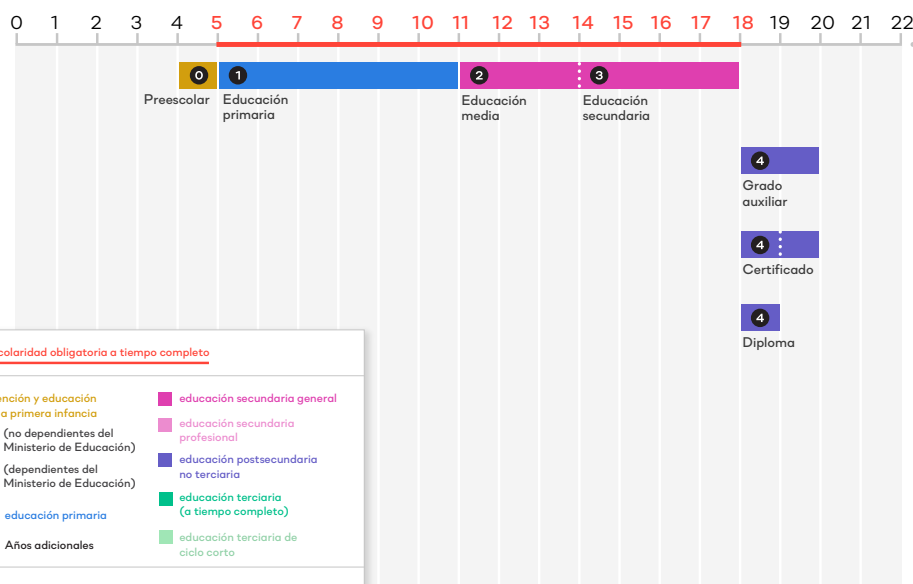 0 1 2 3 4 5 6 7 8 9 10 11 12 13 14 15 16 17 18 19 20 21 22
0 1 2 3
Preescolar
Educación
primaria
Educación
media
Educación
secundaria
4
Grado
auxiliar
4
Certificado
4
Diploma
colaridad obligatoria a tiempo completo
ención y educación
a primera infancia
(no dependientes del
Ministerio de Educación)
(dependientes del
Ministerio de Educación)
educación primaria
Años adicionales
educación secundaria general
educación secundaria
profesional
educación postsecundaria
no terciaria
educación terciaria
(a tiempo completo)
educación terciaria de
ciclo corto